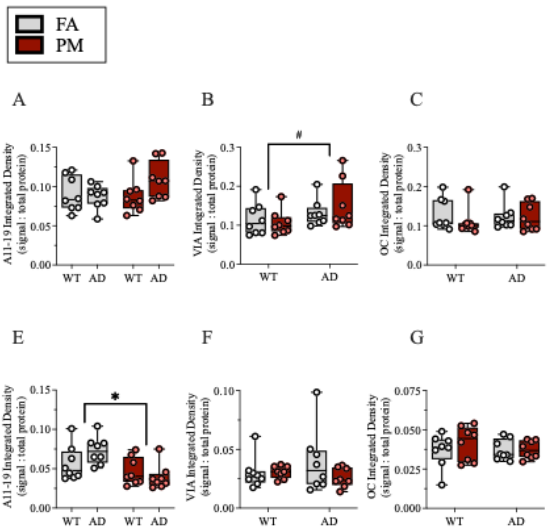 FA
PM
A
B
C
A11-19 Integrated Density
(signal : total protein)
0.15
0.10
0.05
0.00
WT
AD
WT
AD
V1A Integrated Density
(signal : total protein)
0.3
0.2
0.1
0.0
#
WT
AD
OC Integrated Density
(signal : total protein)
0.3
0.2
0.1
0.0
WT
AD
E
F
G
A11-19 Integrated Density
(signal : total protein)
0.15
0.10
0.05
0.00
*
WT
AD
WT
AD
V1A Integrated Density
(signal : total protein)
0.10
0.05
0.00
WT
AD
OC Integrated Density
(signal : total protein)
0.075
0.050
0.025
0.000
WT
AD